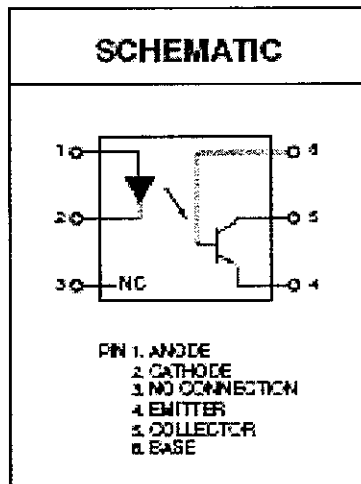 SCHEMATIC
1 6
2 5
3 NC 4
PIN 1. ANODE
2. CATHODE
3. NO CONNECTION
4. EMITTER
5. COLLECTOR
6. BASE